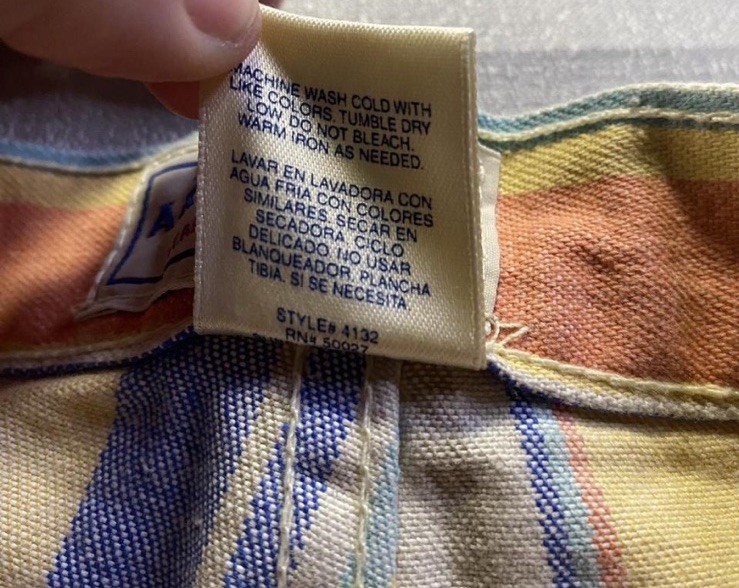 MACHINE WASH COLD WITH
LIKE COLORS. TUMBLE DRY
LOW. DO NOT BLEACH.
WARM IRON AS NEEDED.
LAVAR EN LAVADORA CON
AGUA FRIA CON COLORES
SIMILARES. SECAR EN
SECADORA, CICLO
DELICADO. NO USAR
BLANQUEADOR. PLANCHA
TIBIA. SI SE NECESITA.
STYLE# 4132
RN# 50927